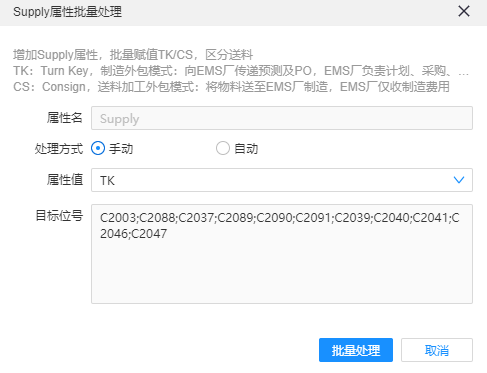 Supply属性批量处理
增加Supply属性，批量赋值TK/CS，区分送料
TK：Turn Key，制造外包模式：向EMS厂传递预测及PO，EMS厂负责计划、采购、...
CS：Consign，送料加工外包模式：将物料送至EMS厂制造，EMS厂仅收制造费用
属性名 Supply
处理方式 手动 自动
属性值 TK
目标位号 C2003;C2088;C2037;C2089;C2090;C2091;C2039;C2040;C2041;C
2046;C2047
批量处理 取消